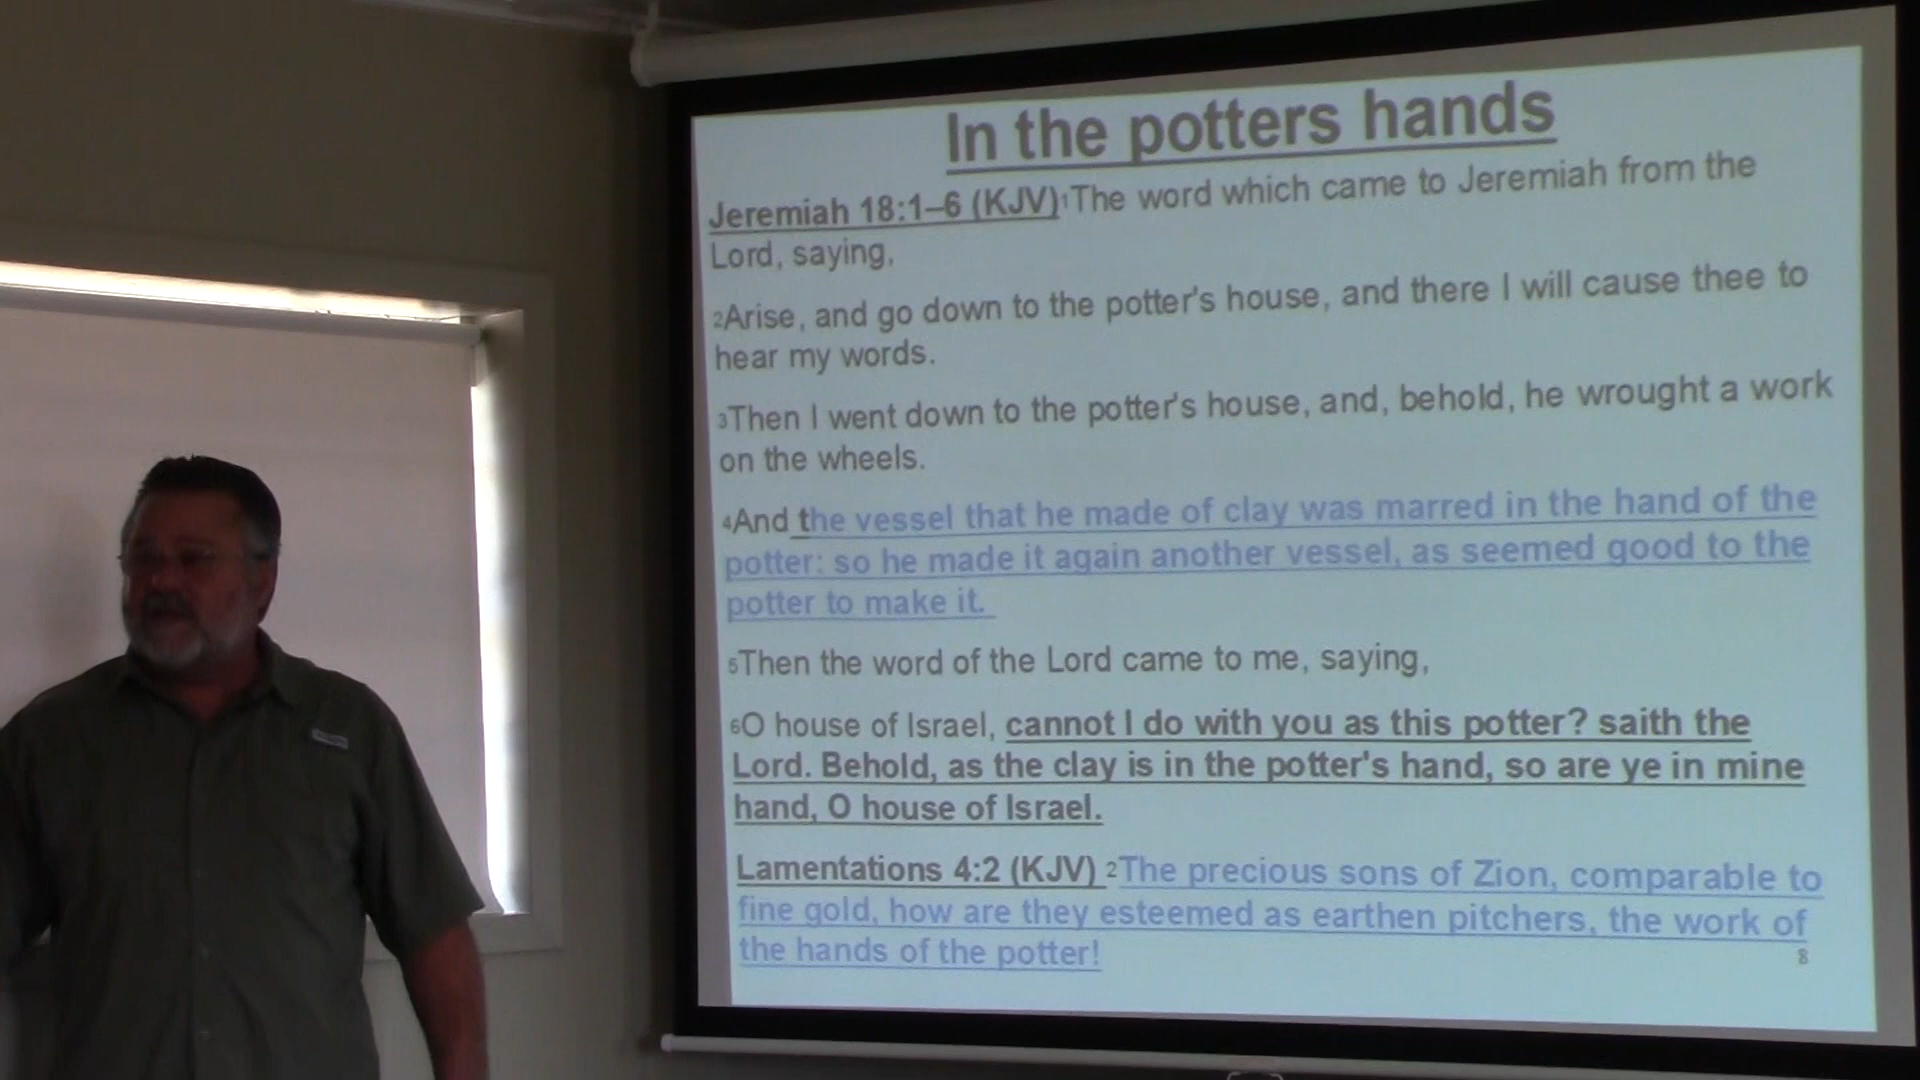 In the potters hands
Jeremiah 18:1–6 (KJV)1The word which came to Jeremiah from the
Lord, saying,
2Arise, and go down to the potter's house, and there I will cause thee to
hear my words.
3Then I went down to the potter's house, and, behold, he wrought a work
on the wheels.
4And the vessel that he made of clay was marred in the hand of the
potter: so he made it again another vessel, as seemed good to the
potter to make it.
5Then the word of the Lord came to me, saying,
6O house of Israel, cannot I do with you as this potter? saith the
Lord. Behold, as the clay is in the potter's hand, so are ye in mine
hand, O house of Israel.
Lamentations 4:2 (KJV) 2The precious sons of Zion, comparable to
fine gold, how are they esteemed as earthen pitchers, the work of
the hands of the potter!
8